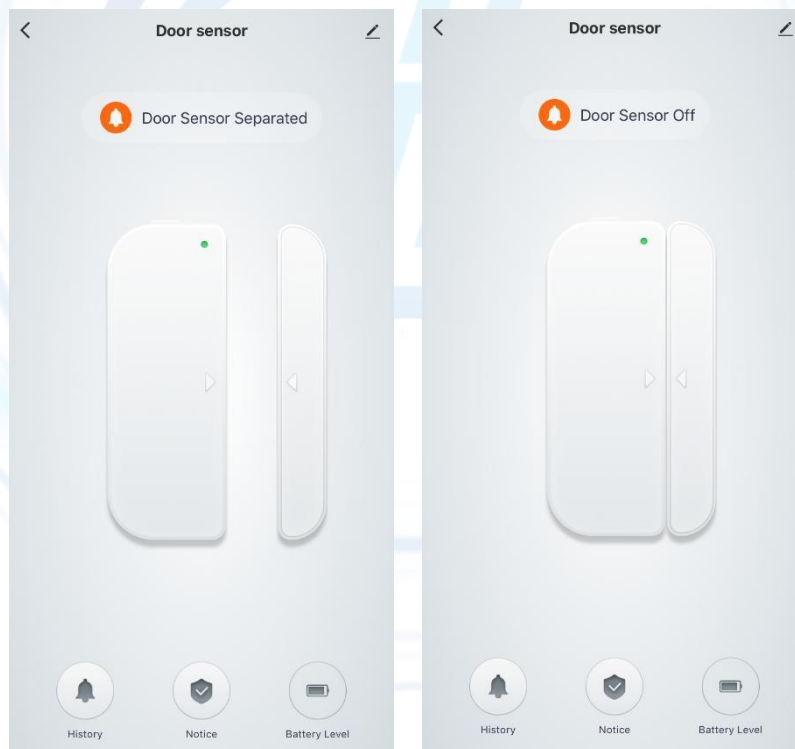 Door sensor
Door Sensor Separated
History Notice Battery Level
Door sensor
Door Sensor Off
History Notice Battery Level